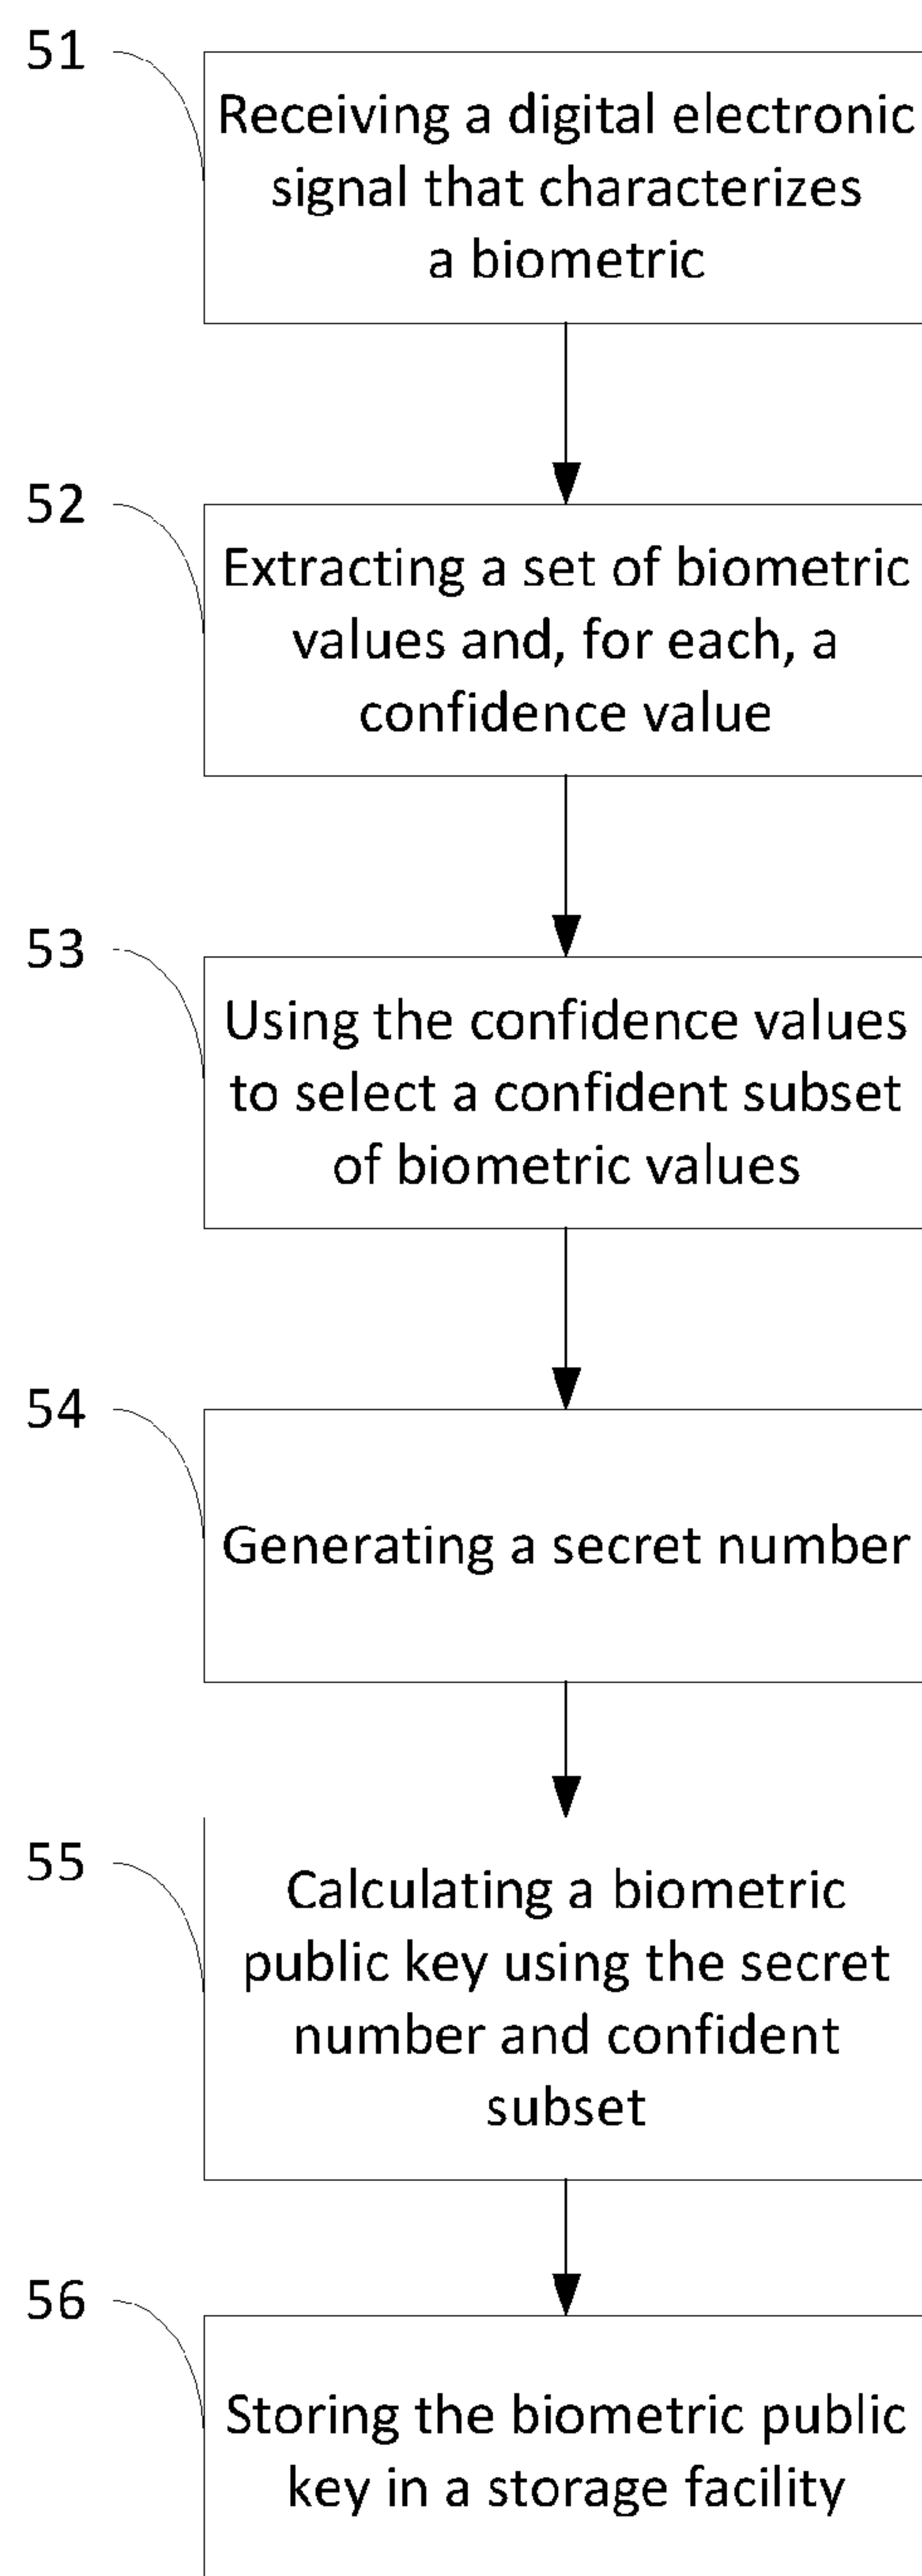 51
Receiving a digital electronic
signal that characterizes
a biometric
52
Extracting a set of biometric
values and, for each, a
confidence value
53
Using the confidence values
to select a confident subset
of biometric values
54
Generating a secret number
55
Calculating a biometric
public key using the secret
number and confident
subset
56
Storing the biometric public
key in a storage facility